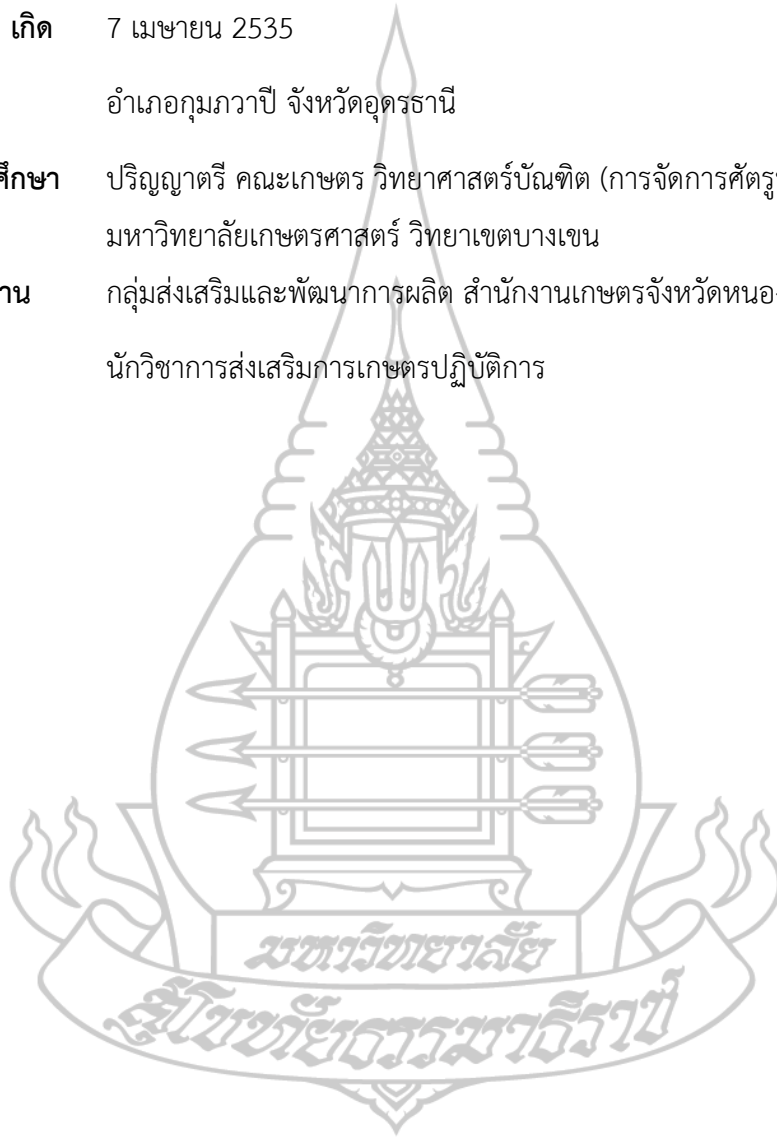 เกิด 7 เมษายน 2535
อำเภอกุมภวาปี จังหวัดอุดรธานี
ศึกษา ปริญญาตรี คณะเกษตร วิทยาศาสตร์บัณฑิต (การจัดการศัตรู
มหาวิทยาลัยเกษตรศาสตร์ วิทยาเขตบางเขน
กลุ่มส่งเสริมและพัฒนาการผลิต สำนักงานเกษตรจังหวัดหนอง
นักวิชาการส่งเสริมการเกษตรปฏิบัติการ
มหาวิทยาลัย
สุโขทัยธรรมาธิราช